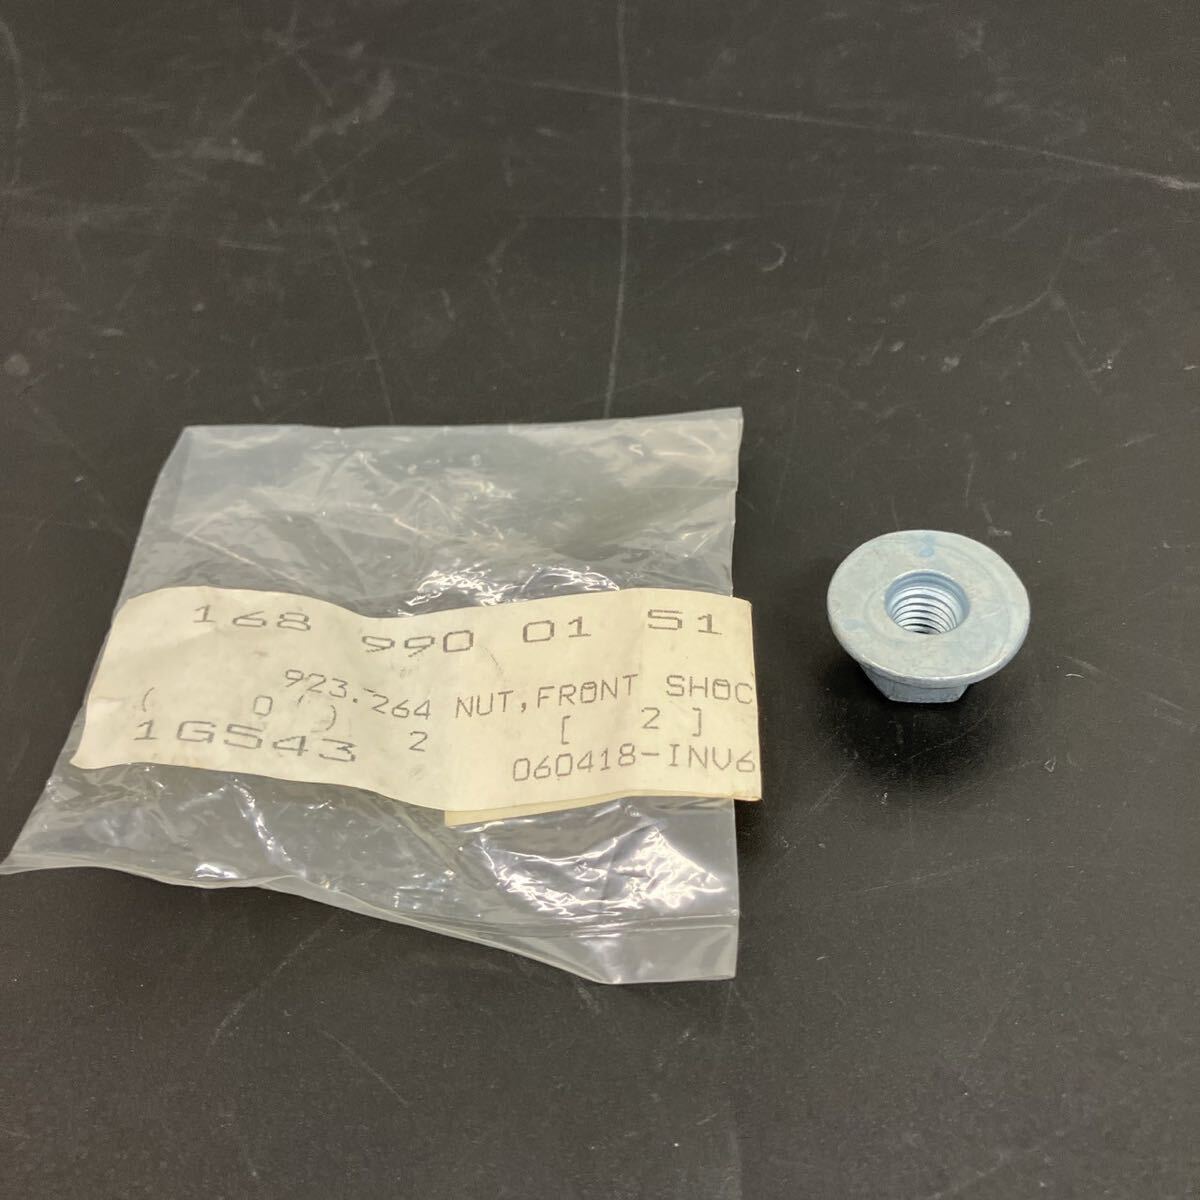 168 990 01 51
923.264 NUT,FRONT SHOC
( 0 ) 2 [ 2 ]
1G543 060418-INV6